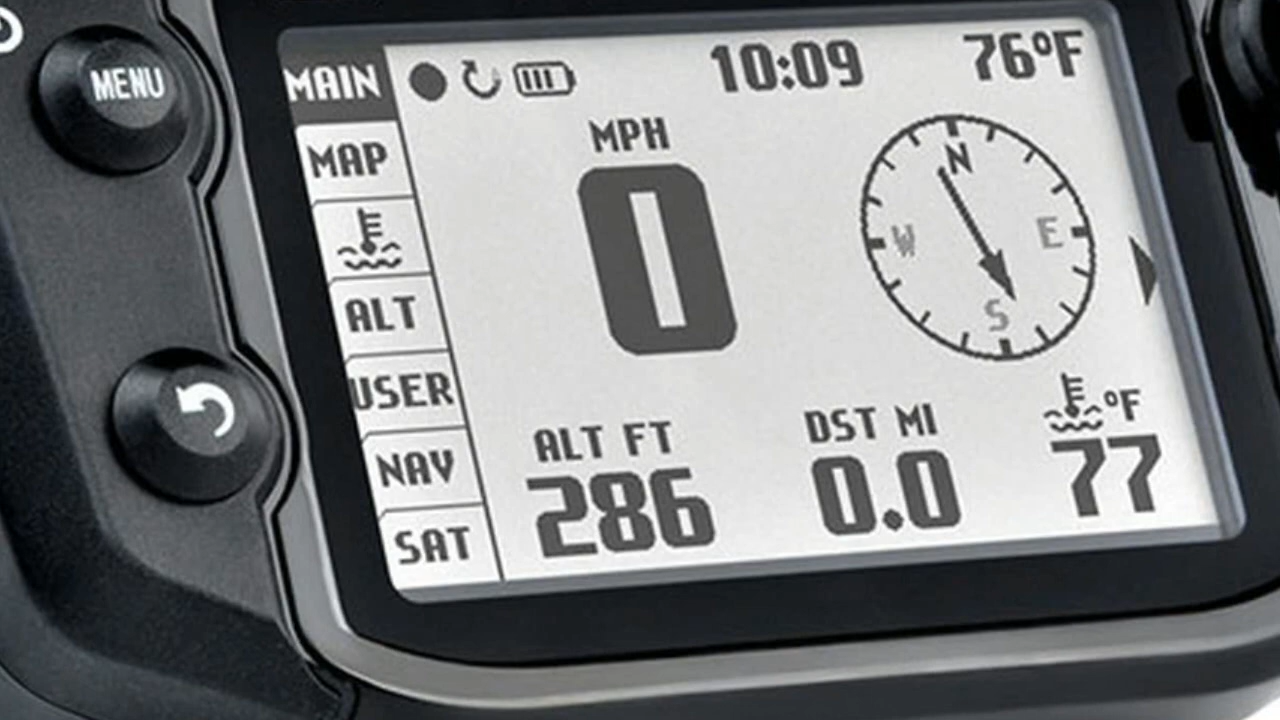 MENU
MAIN
MAP
ALT
USER
NAV
SAT
10:09
76°F
MPH
0
N
W
E
S
ALT FT
286
DST MI
0.0
°F
77